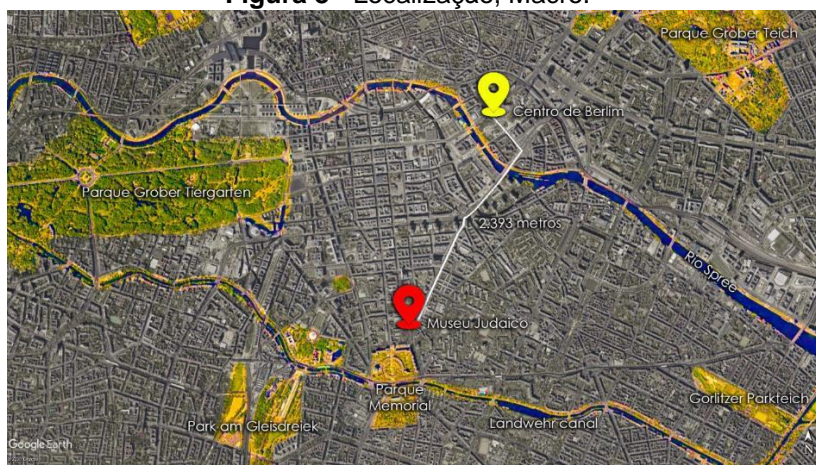 Localização, Macro.
Parque Grober Teich
Centro de Berlim
Parque Grober Tiergarten
2.393 metros
Rio Spree
Museu Judaico
Parque
Memorial
Gorlitzer Parkteich
Park am Gleisdreiek
Landwehr canal
Google Earth
N